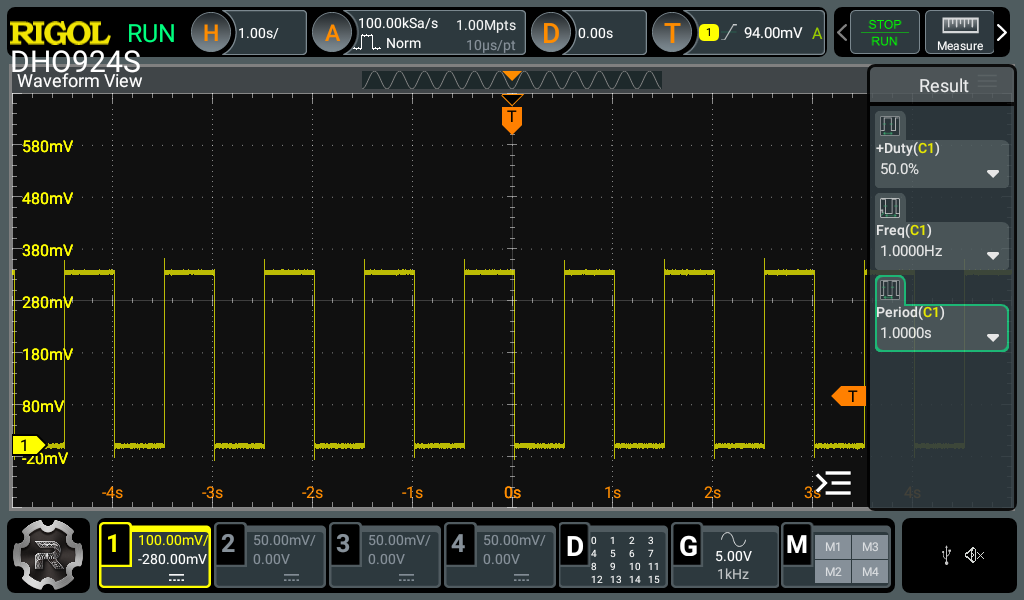 RIGOL RUN H 1.00s/ A 100.00kSa/s 1.00Mpts Norm 10µs/pt D 0.00s T 1 94.00mV A STOP RUN Measure
DHO924S
Waveform View
Result
T
+Duty(C1)
50.0%
Freq(C1)
1.0000Hz
Period(C1)
1.0000s
580mV
480mV
380mV
280mV
180mV
80mV
T
1
-20mV
-4s -3s -2s -1s 0s 1s 2s 3s 4s
1 100.00mV/ -280.00mV
2 50.00mV/ 0.00V
3 50.00mV/ 0.00V
4 50.00mV/ 0.00V
D 0 1 2 3
4 5 6 7
8 9 10 11
12 13 14 15
G 5.00V 1kHz
M M1 M3
M2 M4
R